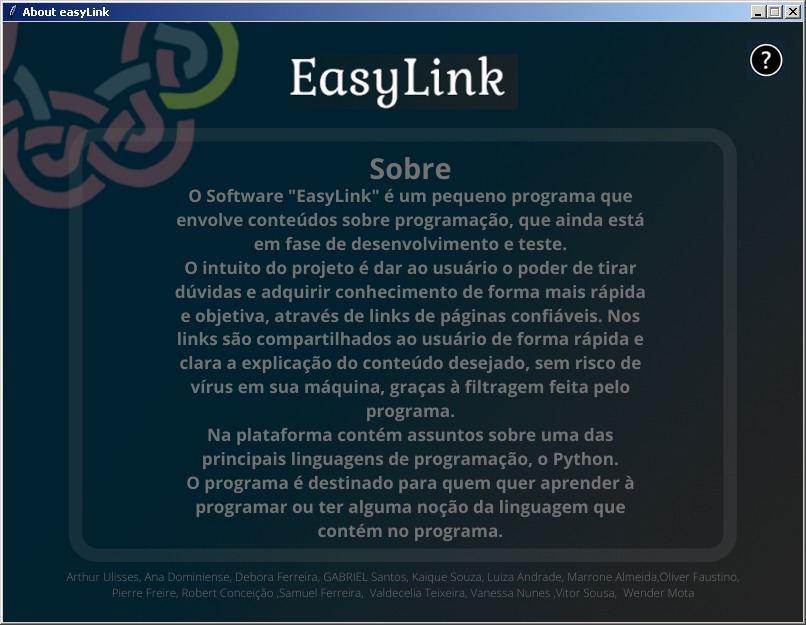 About easyLink
EasyLink
?
Sobre
O Software "EasyLink" é um pequeno programa que
envolve conteúdos sobre programação, que ainda está
em fase de desenvolvimento e teste.
O intuito do projeto é dar ao usuário o poder de tirar
dúvidas e adquirir conhecimento de forma mais rápida
e objetiva, através de links de páginas confiáveis. Nos
links são compartilhados ao usuário de forma rápida e
clara a explicação do conteúdo desejado, sem risco de
vírus em sua máquina, graças à filtragem feita pelo
programa.
Na plataforma contém assuntos sobre uma das
principais linguagens de programação, o Python.
O programa é destinado para quem quer aprender à
programar ou ter alguma noção da linguagem que
contém no programa.
Arthur Ulisses, Ana Dominiense, Debora Ferreira, GABRIEL Santos, Kaique Souza, Luiza Andrade, Marrone Almeida,Oliver Faustino,
Pierre Freire, Robert Conceição ,Samuel Ferreira, Valdecelia Teixeira, Vanessa Nunes ,Vitor Sousa, Wender Mota